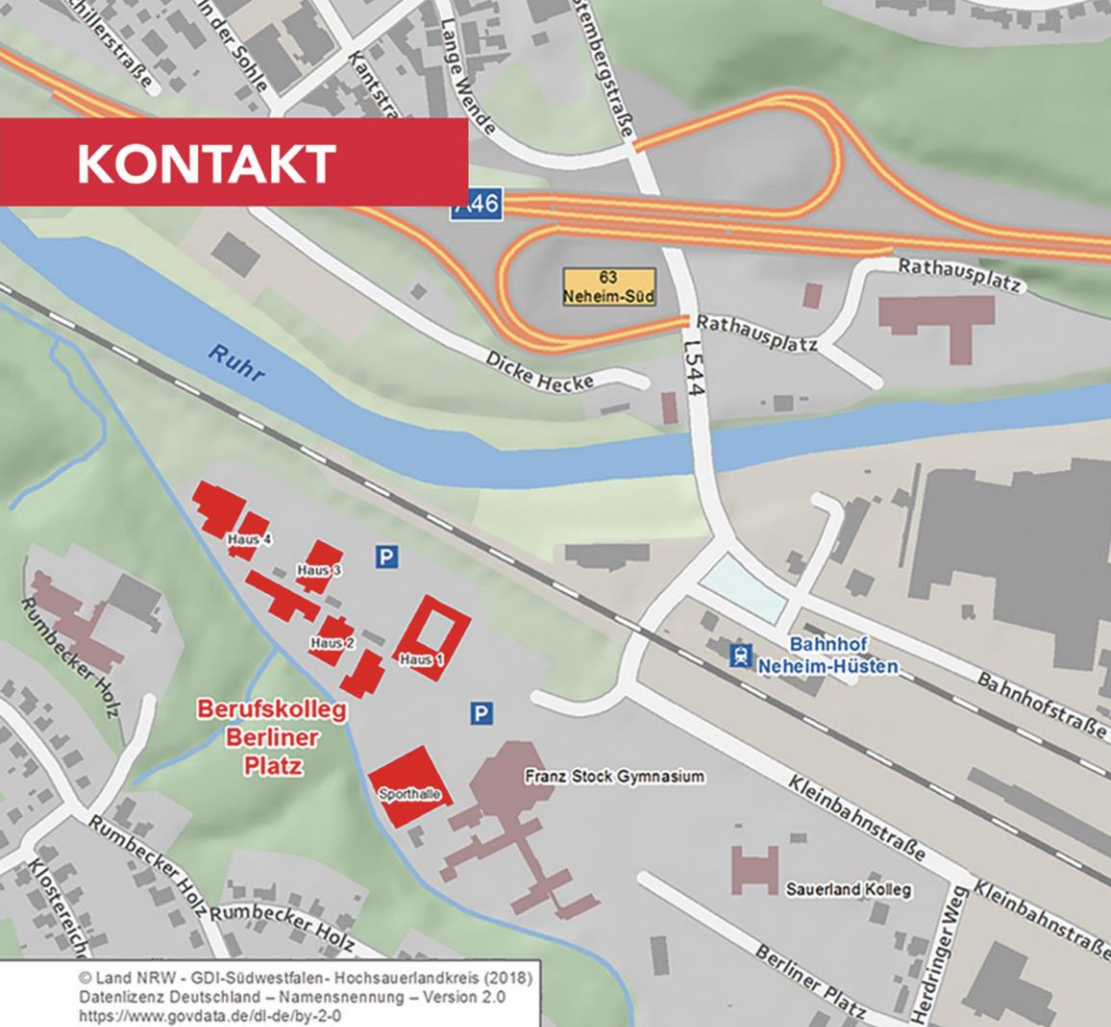 chillerstraße
In der Sohle
Kantstra
Lange Wende
Stembergstraße
KONTAKT
A46
63
Neheim-Süd
Rathausplatz
Rathausplatz
L544
Dicke Hecke
Ruhr
Haus 4
Haus 3
P
Haus 2
Haus 1
Rumbecker Holz
Berufskolleg
Berliner
Platz
P
Bahnhof
Neheim-Hüsten
Bahnhofstraße
Sporthalle
Franz Stock Gymnasium
Kleinbahnstraße
Sauerland Kolleg
Kleinbahnstraße
Rumbecker Holz
Rumbecker Holz
Klostereich
Berliner Platz
Herdringer Weg
© Land NRW - GDI-Südwestfalen- Hochsauerlandkreis (2018)
Datenlizenz Deutschland – Namensnennung – Version 2.0
https://www.govdata.de/dl-de/by-2-0